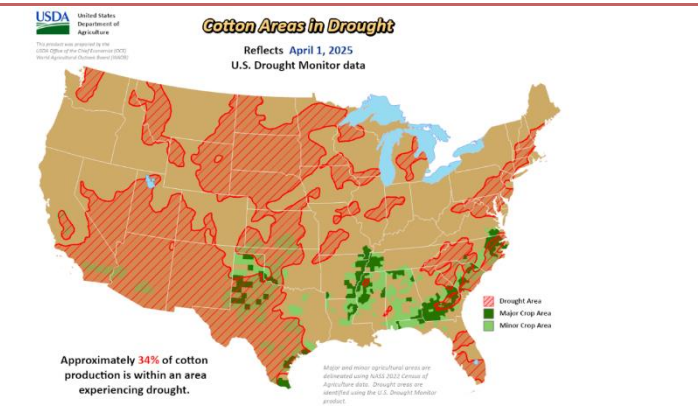 USDA
United States
Department of
Agriculture
This product was prepared by the
USDA Office of the Chief Economist (OCE)
World Agricultural Outlook Board (WAOB)
Cotton Areas in Drought
Reflects April 1, 2025
U.S. Drought Monitor data
Drought Area
Major Crop Area
Minor Crop Area
Approximately 34% of cotton
production is within an area
experiencing drought.
Major and minor agricultural areas are
delineated using NASS 2022 Census of
Agriculture data. Drought areas are
identified using the U.S. Drought Monitor
product.